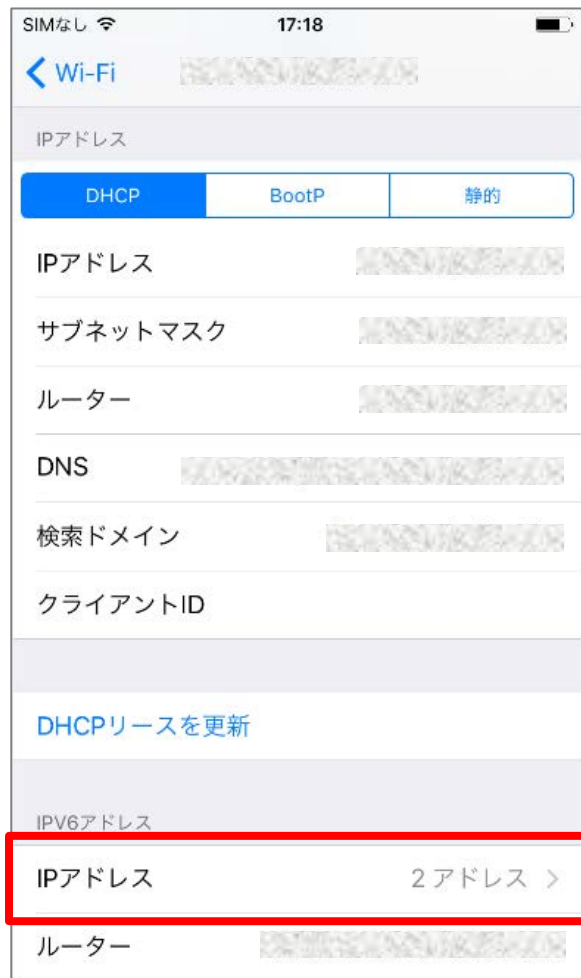 SIMなし 17:18
Wi-Fi
IPアドレス
DHCP BootP 静的
IPアドレス
サブネットマスク
ルーター
DNS
検索ドメイン
クライアントID
DHCPリースを更新
IPV6アドレス
IPアドレス 2 アドレス
ルーター